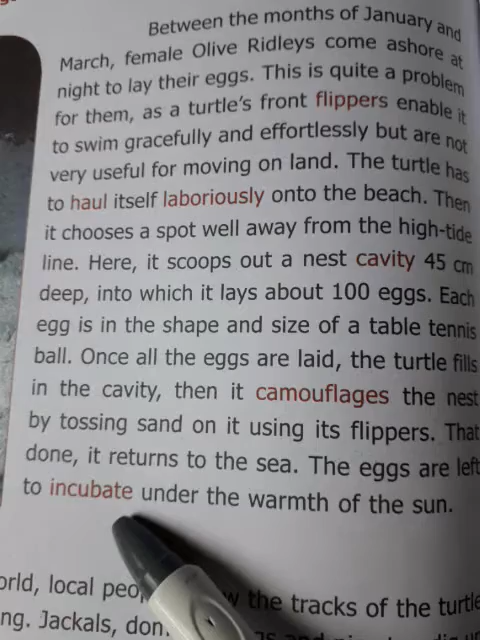 Between the months of January and
March, female Olive Ridleys come ashore at
night to lay their eggs. This is quite a problem
for them, as a turtle's front flippers enable it
to swim gracefully and effortlessly but are not
very useful for moving on land. The turtle has
to haul itself laboriously onto the beach. Then
it chooses a spot well away from the high-tide
line. Here, it scoops out a nest cavity 45 cm
deep, into which it lays about 100 eggs. Each
egg is in the shape and size of a table tennis
ball. Once all the eggs are laid, the turtle fills
in the cavity, then it camouflages the nest
by tossing sand on it using its flippers. That
done, it returns to the sea. The eggs are left
to incubate under the warmth of the sun.
local the tracks of the turtle
Jackals,